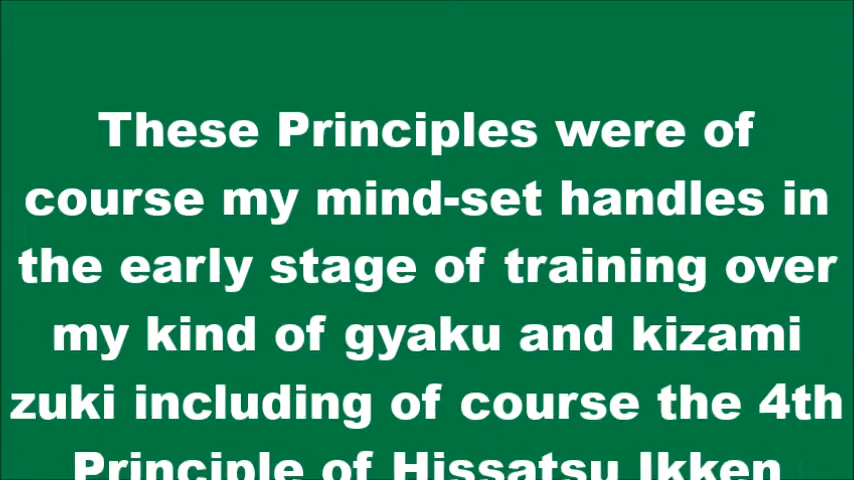 These Principles were of
course my mind-set handles in
the early stage of training over
my kind of gyaku and kizami
zuki including of course the 4th
Principle of Hissatsu Ikken